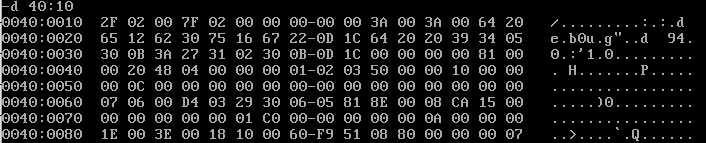 -d 40:10
0040:0010  2F 02 00 7F 02 00 00 00-00 00 3A 00 3A 00 64 20   /.........:.:.d
0040:0020  65 12 62 30 75 16 67 22-0D 1C 64 20 20 39 34 05   e.b0u.g"..d  94.
0040:0030  30 0B 3A 27 31 02 30 0B-0D 1C 00 00 00 00 81 00   0.:'1.0.........
0040:0040  00 20 48 04 00 00 00 01-02 03 50 00 00 10 00 00   . H.......P.....
0040:0050  00 0C 00 00 00 00 00 00-00 00 00 00 00 00 00 00   ................
0040:0060  07 06 00 D4 03 29 30 06-05 81 8E 00 08 CA 15 00   .....)0.........
0040:0070  00 00 00 00 00 01 C0 00-00 00 00 00 0A 00 00 00   ................
0040:0080  1E 00 3E 00 18 10 00 60-F9 51 08 80 00 00 00 07   ..>....`.Q......